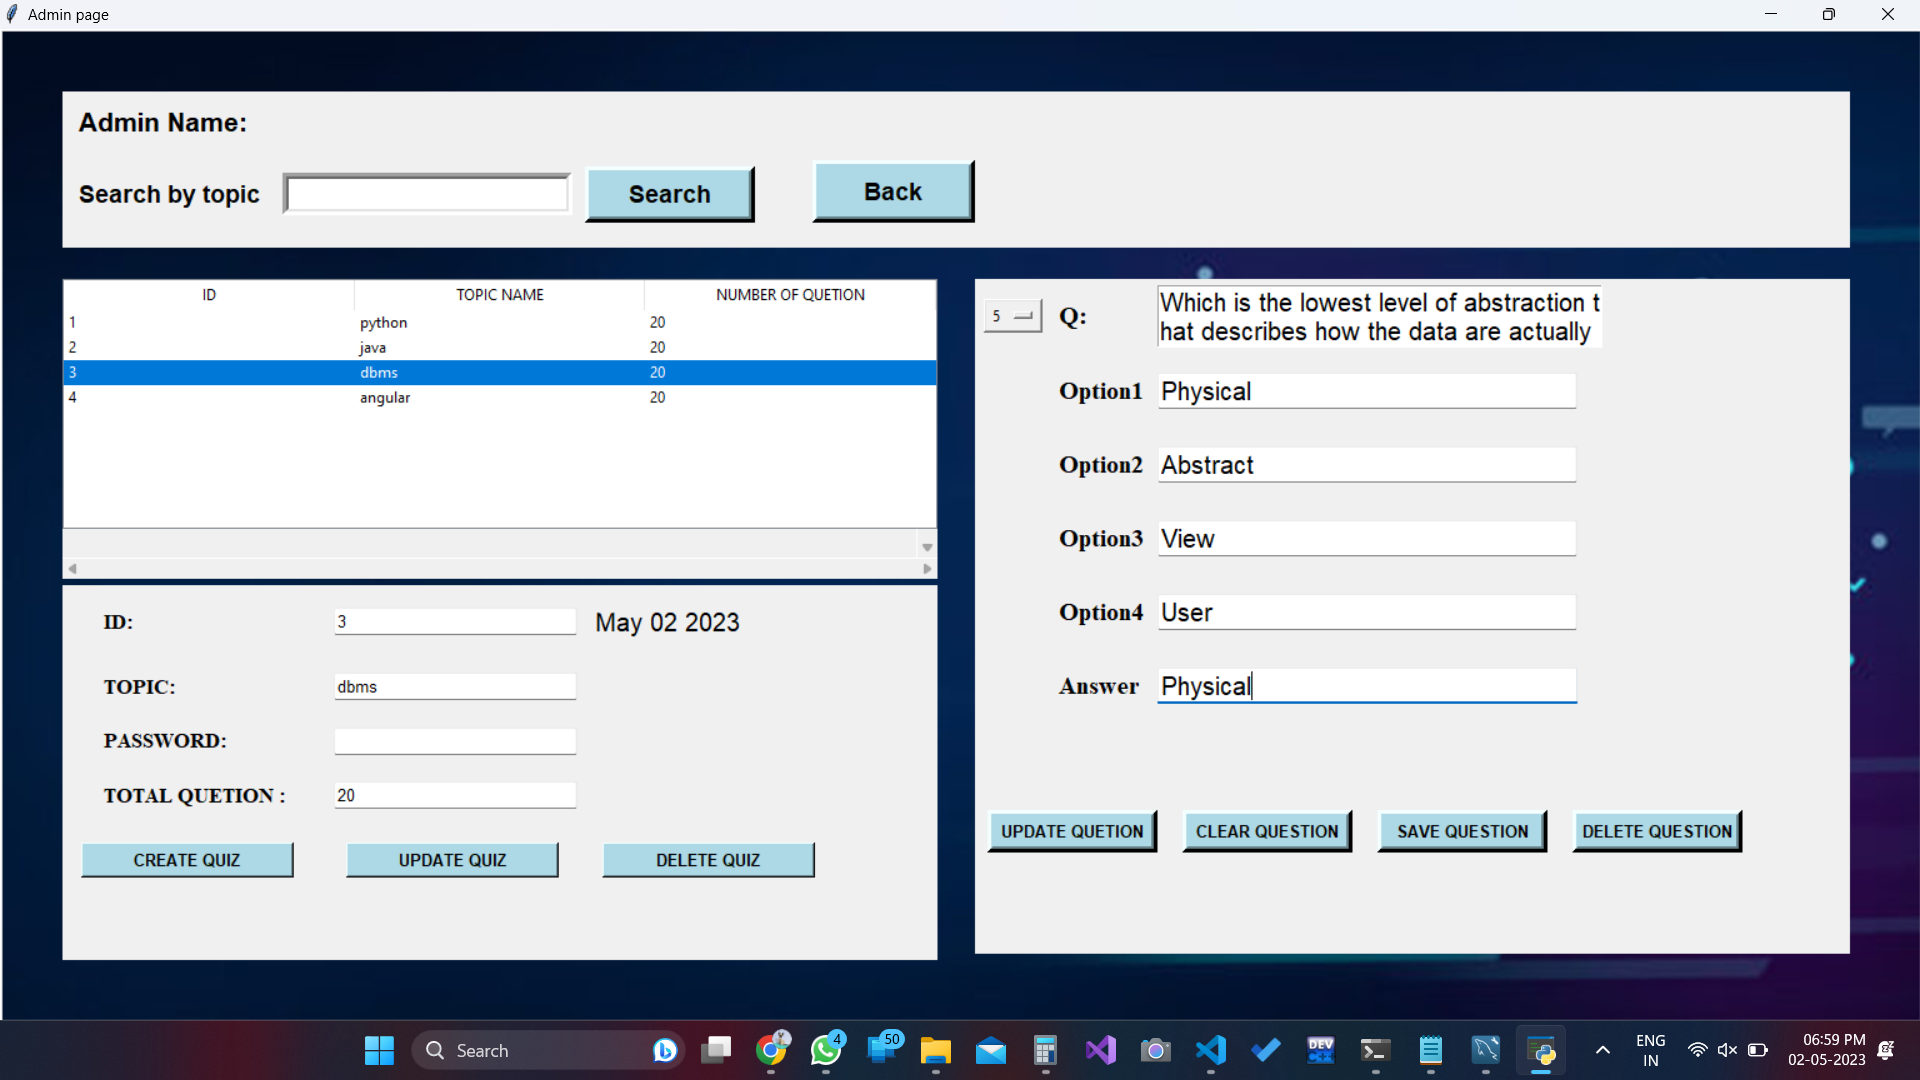 Admin page
Admin Name:
Search by topic
Search
Back
ID TOPIC NAME NUMBER OF QUETION
1 python 20
2 java 20
3 dbms 20
4 angular 20
ID: 3 May 02 2023
TOPIC: dbms
PASSWORD:
TOTAL QUETION : 20
CREATE QUIZ UPDATE QUIZ DELETE QUIZ
5 Q: Which is the lowest level of abstraction t
hat describes how the data are actually
Option1 Physical
Option2 Abstract
Option3 View
Option4 User
Answer Physical
UPDATE QUETION CLEAR QUESTION SAVE QUESTION DELETE QUESTION
Search
4
50
DEV
ENG
IN
06:59 PM
02-05-2023